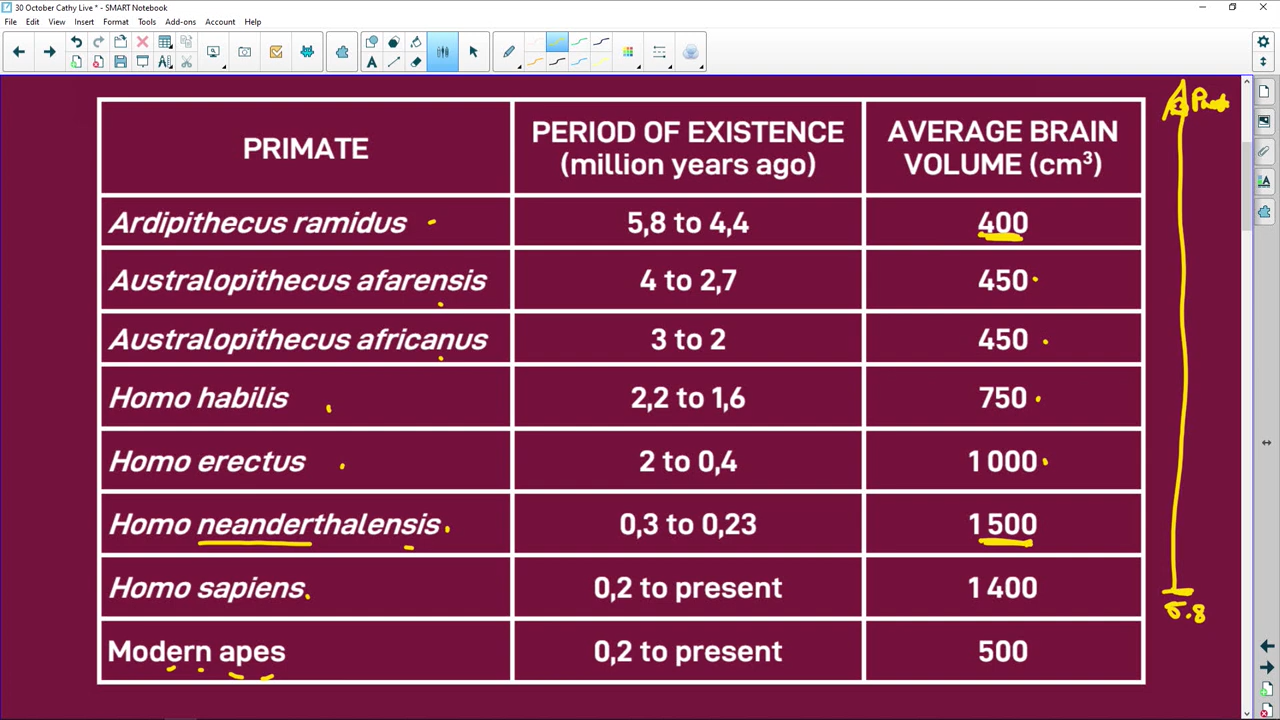 30 October Cathy Live * - SMART Notebook
File Edit View Insert Format Tools Add-ons Account Help
PRIMATE
PERIOD OF EXISTENCE
(million years ago)
AVERAGE BRAIN
VOLUME (cm³)
Ardipithecus ramidus
5,8 to 4,4
400
Australopithecus afarensis
4 to 2,7
450
Australopithecus africanus
3 to 2
450
Homo habilis
2,2 to 1,6
750
Homo erectus
2 to 0,4
1 000
Homo neanderthalensis
0,3 to 0,23
1 500
Homo sapiens
0,2 to present
1 400
Modern apes
0,2 to present
500
5.8